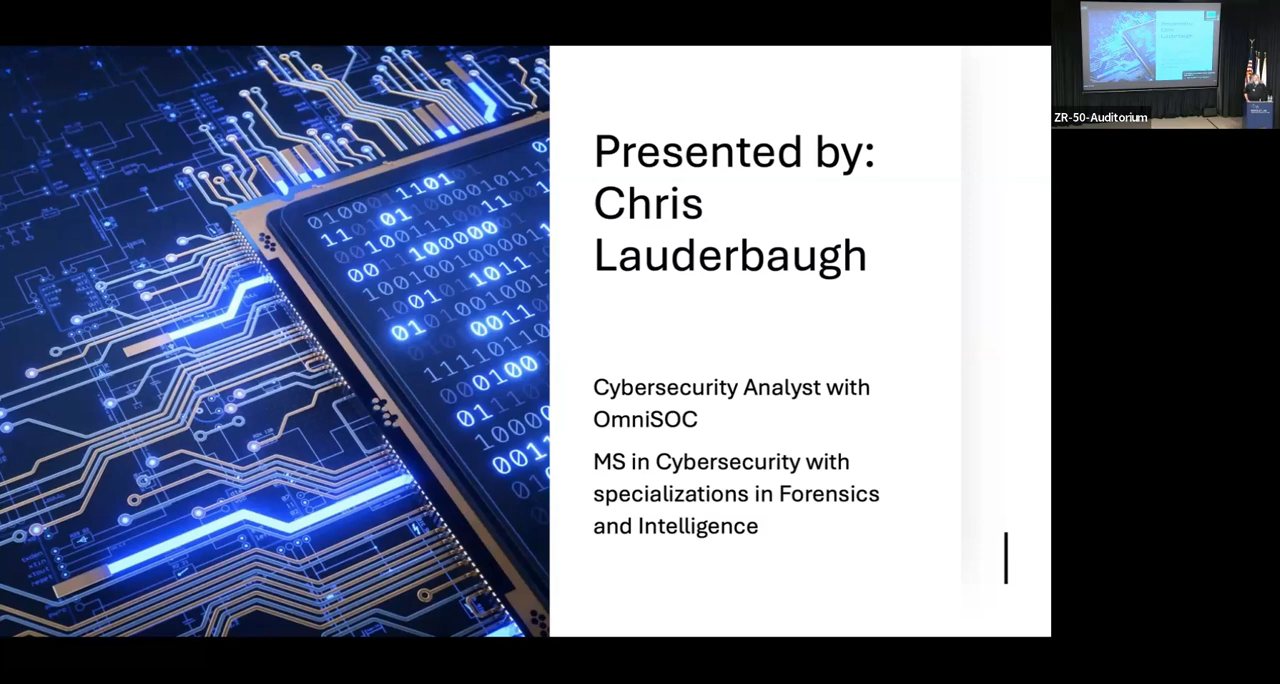 Presented by:
Chris
Lauderbaugh
Cybersecurity Analyst with
OmniSOC
MS in Cybersecurity with
specializations in Forensics
and Intelligence
ZR-50-Auditorium